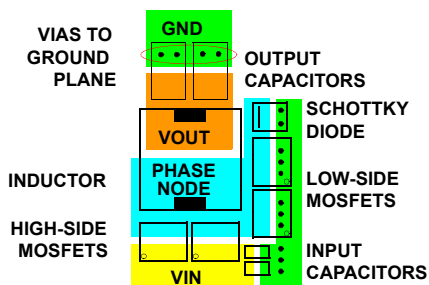 GND
VIAS TO
GROUND
PLANE
OUTPUT
CAPACITORS
SCHOTTKY
DIODE
VOUT
PHASE
NODE
INDUCTOR
LOW-SIDE
MOSFETS
HIGH-SIDE
MOSFETS
INPUT
CAPACITORS
VIN